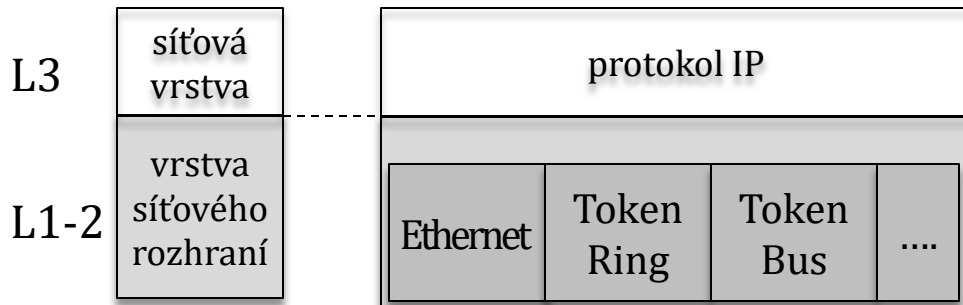 L3
síťová
vrstva
protokol IP
L1-2
vrstva
síťového
rozhraní
Ethernet
Token
Ring
Token
Bus
....